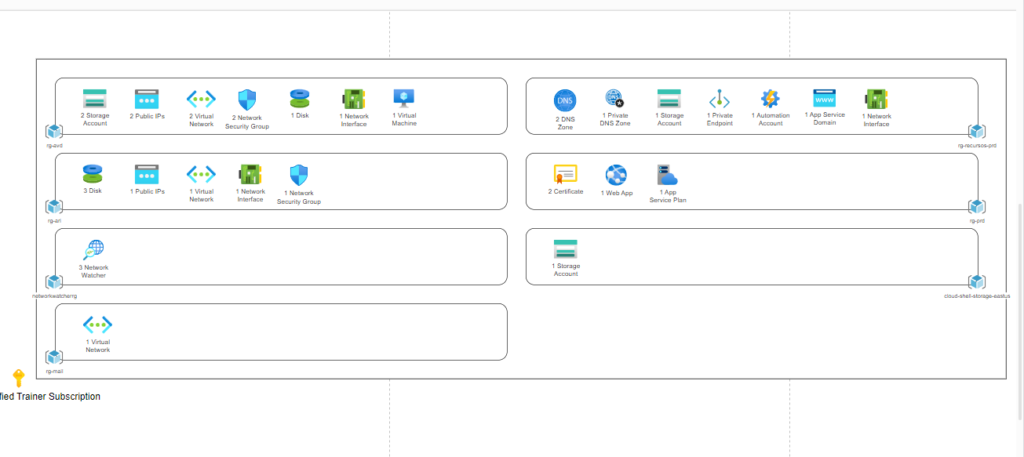 2 Storage
Account
2 Public IPs
2 Virtual
Network
2 Network
Security Group
1 Disk
1 Network
Interface
1 Virtual
Machine
rg-avd
2 DNS
Zone
1 Private
DNS Zone
1 Storage
Account
1 Private
Endpoint
1 Automation
Account
1 App Service
Domain
1 Network
Interface
rg-recursos-prd
3 Disk
1 Public IPs
1 Virtual
Network
1 Network
Interface
1 Network
Security Group
2 Certificate
1 Web App
1 App
Service Plan
rg-prd
3 Network
Watcher
networkwatcherrg
1 Storage
Account
cloud-shell-storage-eastus
1 Virtual
Network
rg-mail
fied Trainer Subscription
DNS
WWW